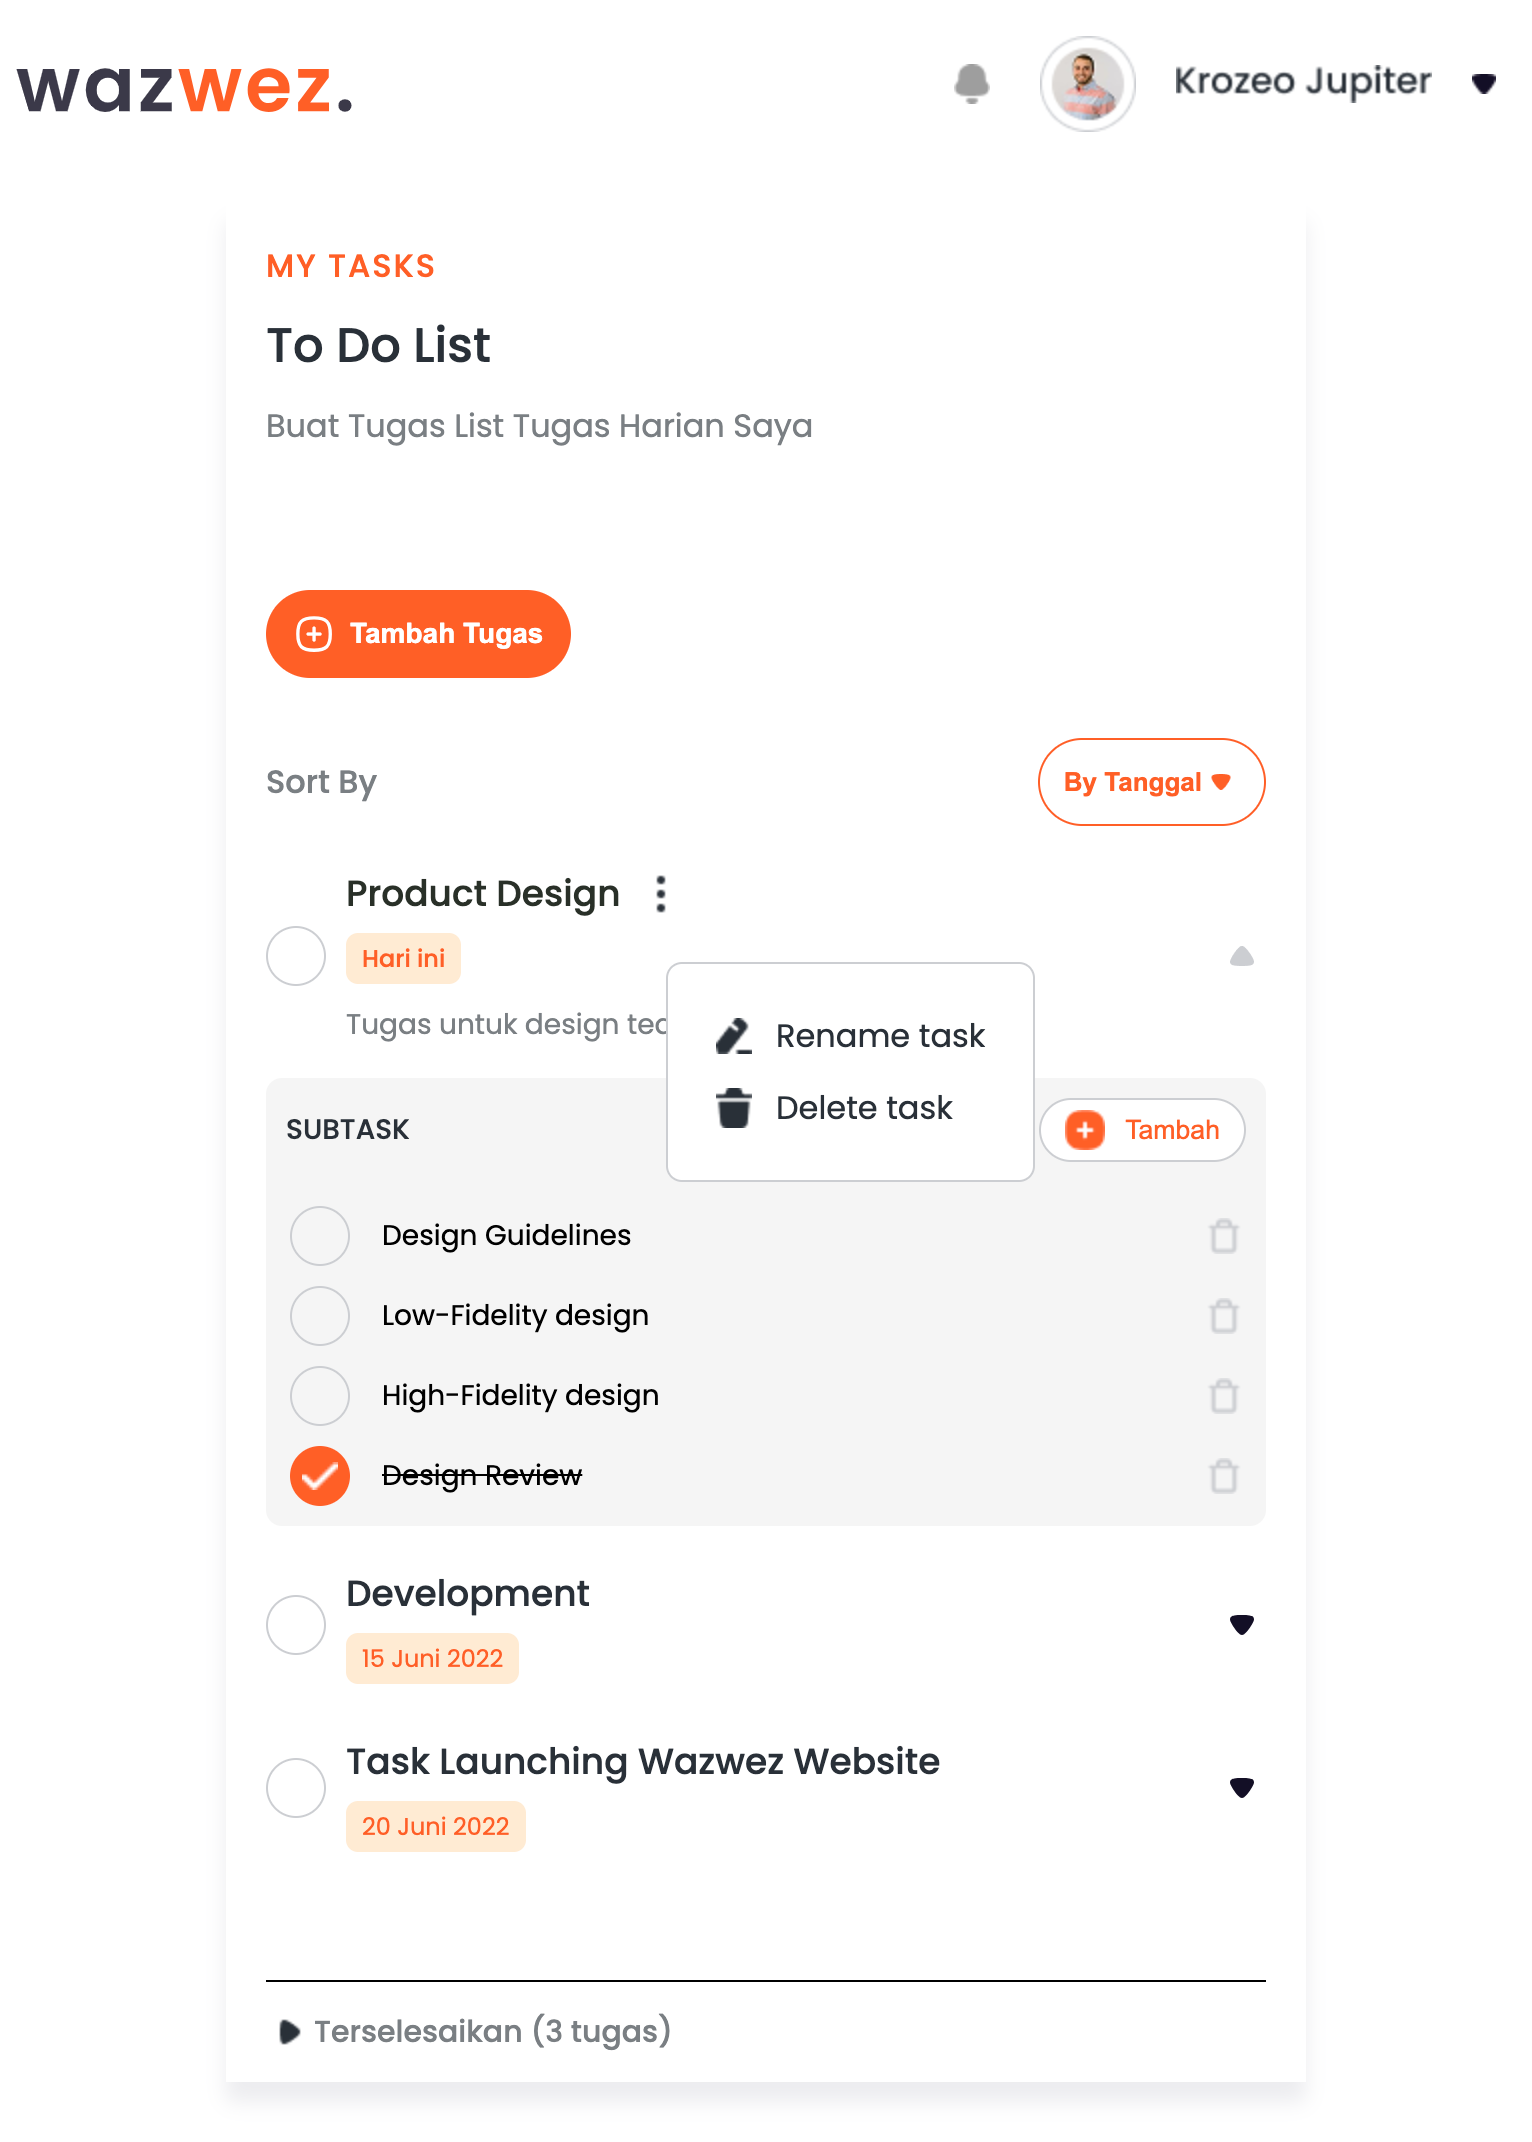 wazwez.
Krozeo Jupiter
MY TASKS
To Do List
Buat Tugas List Tugas Harian Saya
Tambah Tugas
Sort By
By Tanggal
Product Design
Hari ini
Tugas untuk design
Rename task
Delete task
SUBTASK
Tambah
Design Guidelines
Low-Fidelity design
High-Fidelity design
Design Review
Development
15 Juni 2022
Task Launching Wazwez Website
20 Juni 2022
Terselesaikan (3 tugas)